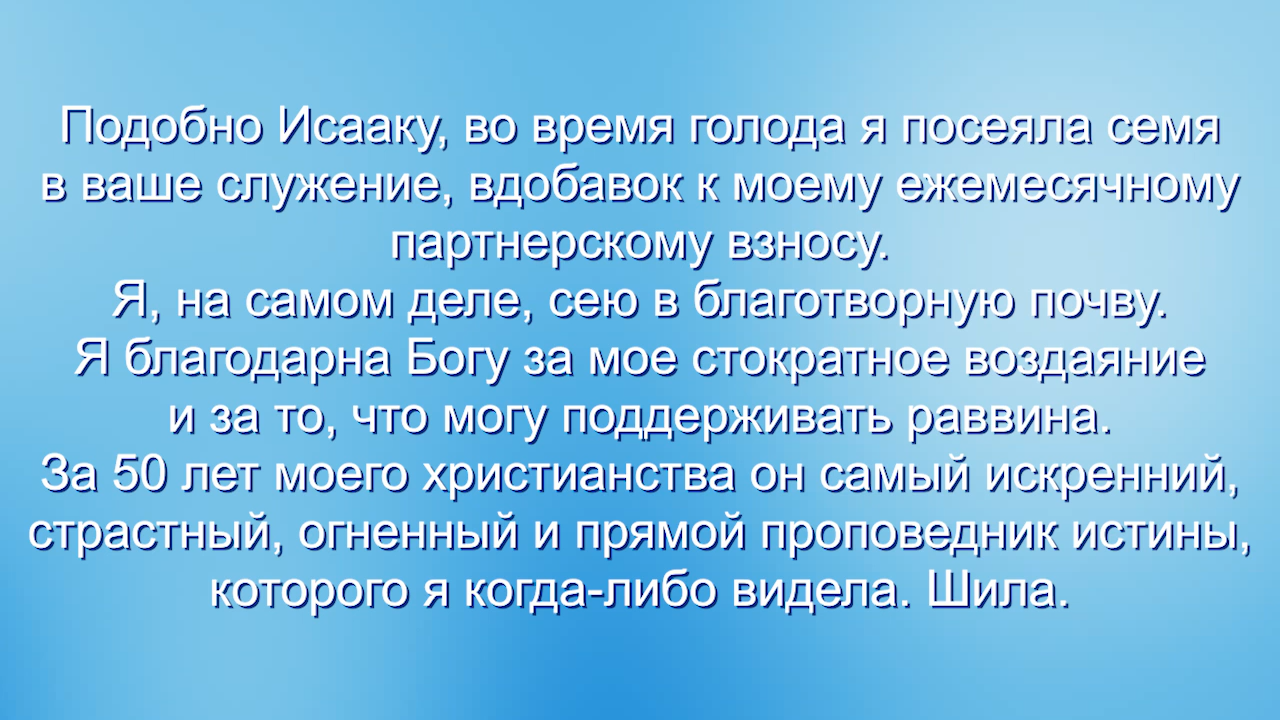 Подобно Исааку, во время голода я посеяла семя
в ваше служение, вдобавок к моему ежемесячному
партнерскому взносу.
Я, на самом деле, сею в благотворную почву.
Я благодарна Богу за мое стократное воздаяние
и за то, что могу поддерживать раввина.
За 50 лет моего христианства он самый искренний,
страстный, огненный и прямой проповедник истины,
которого я когда-либо видела. Шила.